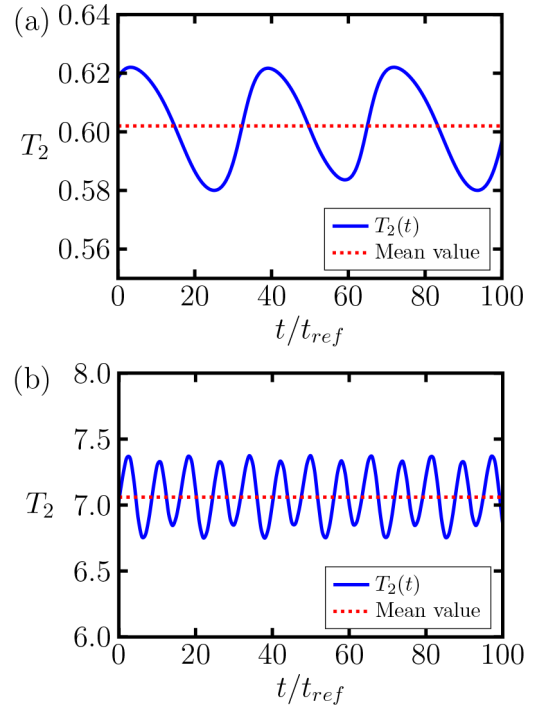 (a)
0.64
0.62
0.60
0.58
0.56
T2
0 20 40 60 80 100
t/tref
T2(t)
Mean value
(b)
8.0
7.5
7.0
6.5
6.0
T2
0 20 40 60 80 100
t/tref
T2(t)
Mean value